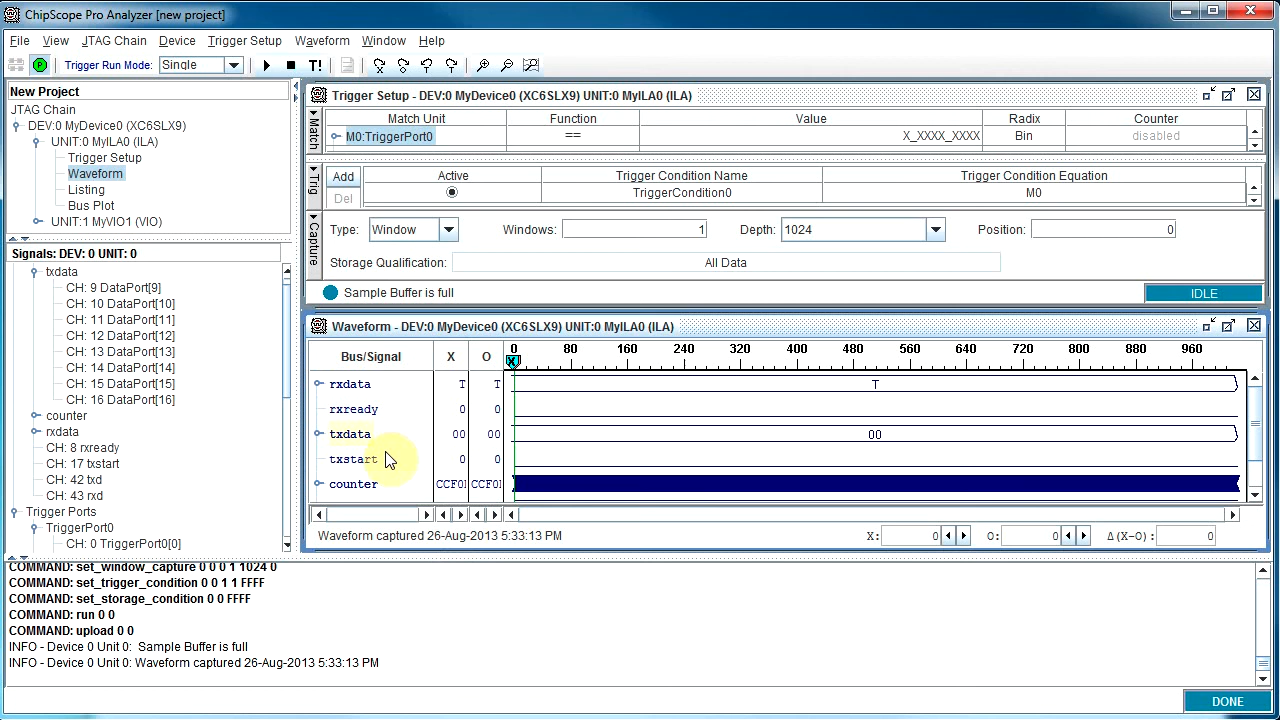 ChipScope Pro Analyzer [new project]
File View JTAG Chain Device Trigger Setup Waveform Window Help
Trigger Run Mode: Single T!
New Project
JTAG Chain
DEV:0 MyDevice0 (XC6SLX9)
UNIT:0 MyILA0 (ILA)
Trigger Setup
Waveform
Listing
Bus Plot
UNIT:1 MyVIO1 (VIO)
Signals: DEV: 0 UNIT: 0
txdata
CH: 9 DataPort[9]
CH: 10 DataPort[10]
CH: 11 DataPort[11]
CH: 12 DataPort[12]
CH: 13 DataPort[13]
CH: 14 DataPort[14]
CH: 15 DataPort[15]
CH: 16 DataPort[16]
counter
rxdata
CH: 8 rxready
CH: 17 txstart
CH: 42 txd
CH: 43 rxd
Trigger Ports
TriggerPort0
CH: 0 TriggerPort0[0]
Trigger Setup - DEV:0 MyDevice0 (XC6SLX9) UNIT:0 MyILA0 (ILA)
Match
Match Unit Function Value Radix Counter
M0:TriggerPort0 == X_XXXX_XXXX Bin disabled
Trig
Add Active Trigger Condition Name Trigger Condition Equation
Del TriggerCondition0 M0
Capture
Type: Window Windows: 1 Depth: 1024 Position: 0
Storage Qualification: All Data
Sample Buffer is full IDLE
Waveform - DEV:0 MyDevice0 (XC6SLX9) UNIT:0 MyILA0 (ILA)
Bus/Signal X O 0 80 160 240 320 400 480 560 640 720 800 880 960
X
rxdata T T T
rxready 0 0
txdata 00 00 00
txstart 0 0
counter CCF0 CCF0
Waveform captured 26-Aug-2013 5:33:13 PM X: 0 O: 0 Δ(X-O): 0
COMMAND: set_window_capture 0 0 0 1 1024 0
COMMAND: set_trigger_condition 0 0 1 1 FFFF
COMMAND: set_storage_condition 0 0 FFFF
COMMAND: run 0 0
COMMAND: upload 0 0
INFO - Device 0 Unit 0: Sample Buffer is full
INFO - Device 0 Unit 0: Waveform captured 26-Aug-2013 5:33:13 PM
DONE